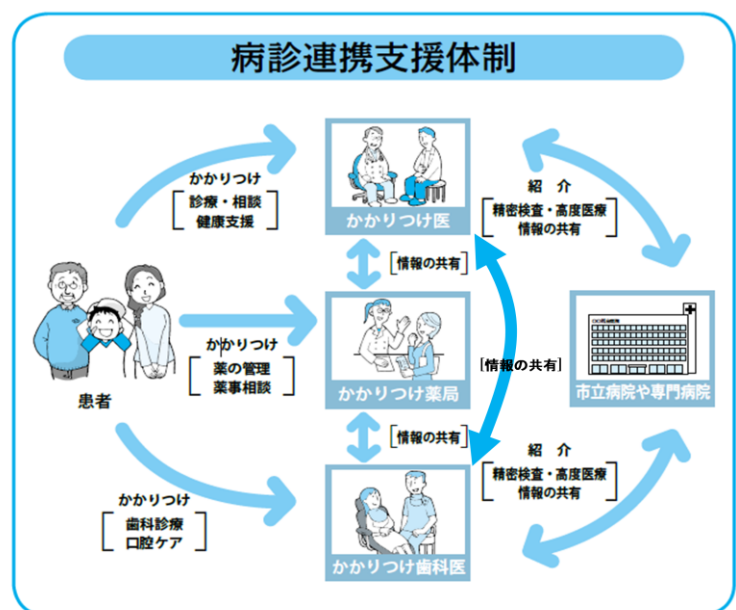 病診連携支援体制
かかりつけ
診療・相談
健康支援
かかりつけ医
紹　介
精密検査・高度医療
情報の共有
[情報の共有]
患者
かかりつけ
薬の管理
薬事相談
かかりつけ薬局
[情報の共有]
市立病院や専門病院
[情報の共有]
かかりつけ
歯科診療
口腔ケア
かかりつけ歯科医
紹　介
精密検査・高度医療
情報の共有